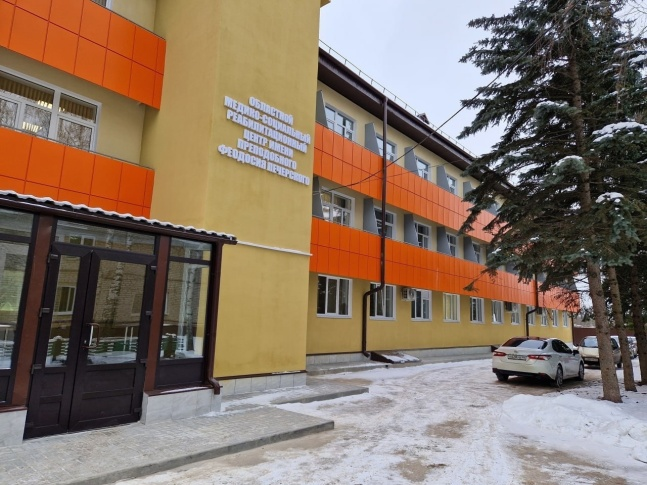 ОБЛАСТНОЙ
МЕДИКО-СОЦИАЛЬНЫЙ
РЕАБИЛИТАЦИОННЫЙ
ЦЕНТР ИМЕНИ
ПРЕПОДОБНОГО
ФЕОДОСИЯ ПЕЧЕРСКОГО